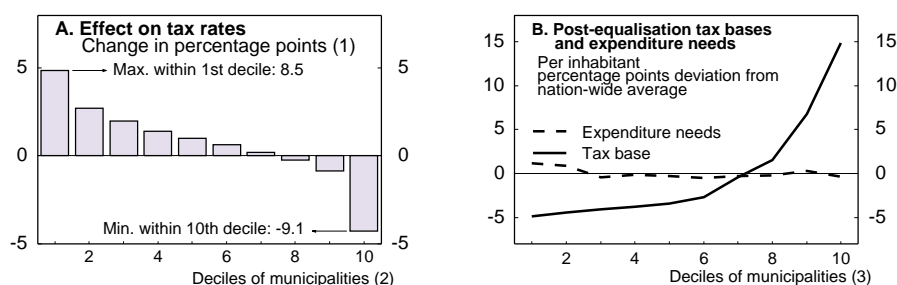 A. Effect on tax rates
Change in percentage points (1)
5 5
Max. within 1st decile: 8.5
0 0
Min. within 10th decile: -9.1
-5 -5
2 4 6 8 10
Deciles of municipalities (2)
B. Post-equalisation tax bases
and expenditure needs
15 15
Per inhabitant
percentage points deviation from
nation-wide average
10 10
5 5
Expenditure needs
Tax base
0 0
-5 -5
2 4 6 8 10
Deciles of municipalities (3)